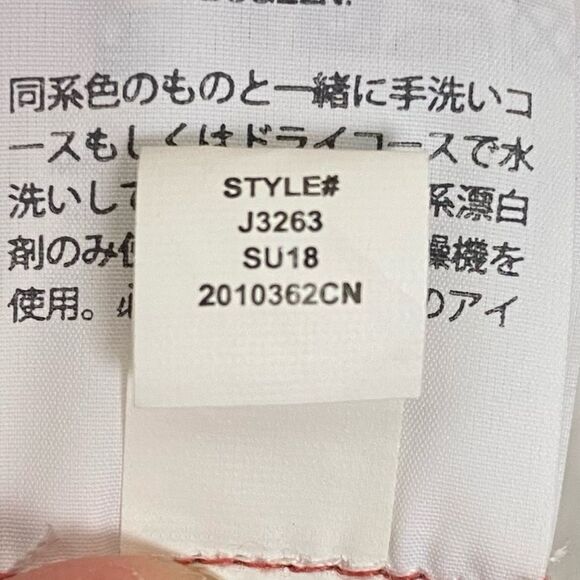 同系色のものと一緒に手洗いコ
ースもしくはドライコースで水
洗いして
系漂白
剤のみ使
燥機を
使用。
のアイ
STYLE#
J3263
SU18
2010362CN